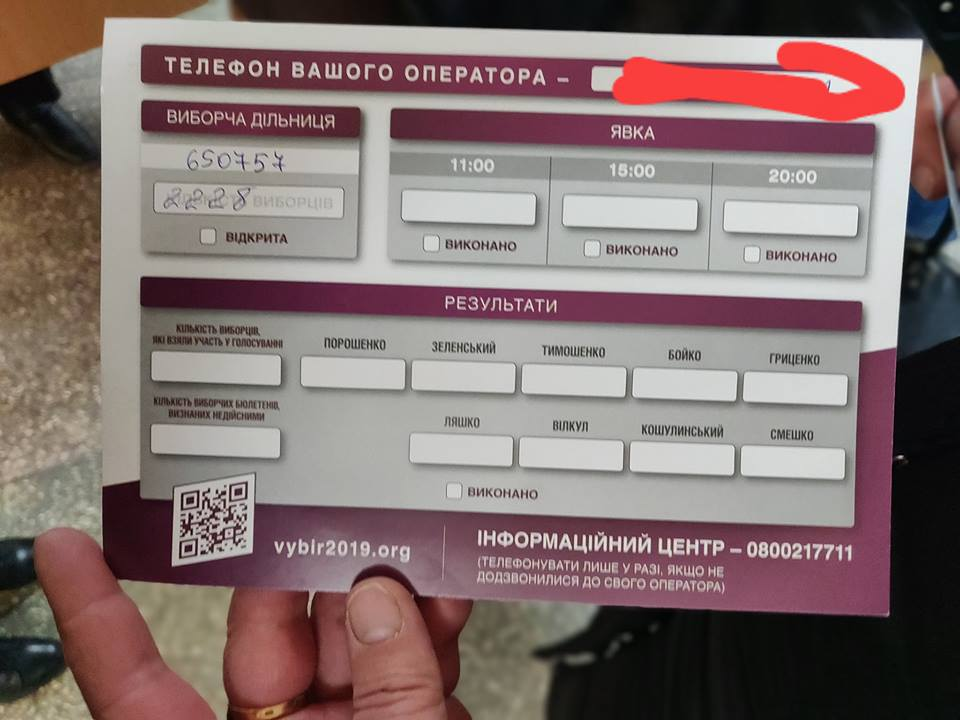 ТЕЛЕФОН ВАШОГО ОПЕРАТОРА –
ВИБОРЧА ДІЛЬНИЦЯ
650757
2228 ВИБОРЦІВ
ВІДКРИТА
ЯВКА
11:00 15:00 20:00
ВИКОНАНО ВИКОНАНО ВИКОНАНО
РЕЗУЛЬТАТИ
КІЛЬКІСТЬ ВИБОРЦІВ,
ЯКІ ВЗЯЛИ УЧАСТЬ У ГОЛОСУВАННІ
ПОРОШЕНКО ЗЕЛЕНСЬКИЙ ТИМОШЕНКО БОЙКО ГРИЦЕНКО
КІЛЬКІСТЬ ВИБОРЧИХ БЮЛЕТЕНІВ,
ВИЗНАНИХ НЕДІЙСНИМИ
ЛЯШКО ВІЛКУЛ КОШУЛИНСЬКИЙ СМЕШКО
ВИКОНАНО
vybir2019.org
ІНФОРМАЦІЙНИЙ ЦЕНТР – 0800217711
(ТЕЛЕФОНУВАТИ ЛИШЕ У РАЗІ, ЯКЩО НЕ
ДОДЗВОНИЛИСЯ ДО СВОГО ОПЕРАТОРА)